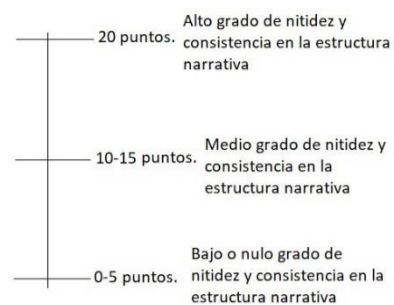 Alto grado de nitidez y
20 puntos. consistencia en la estructura
narrativa
Medio grado de nitidez y
10-15 puntos. consistencia en la
estructura narrativa
Bajo o nulo grado de
0-5 puntos. nitidez y consistencia en la
estructura narrativa